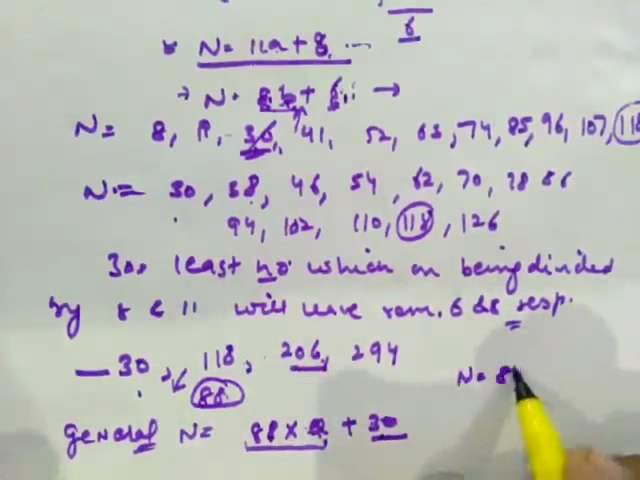 6
N = 11a + 8, ...
→ N = 8b + 6, : →
N = 8, 19, 30, 41, 52, 63, 74, 85, 96, 107, 118
N = 30, 38, 46, 54, 62, 70, 78 86
94, 102, 110, 118, 126
30. least no which on being divided
by 8 & 11 will leave rem. 6 & 8 resp.
— 30, 118, 206, 294
88
N = 8
general N = 88 × a + 30